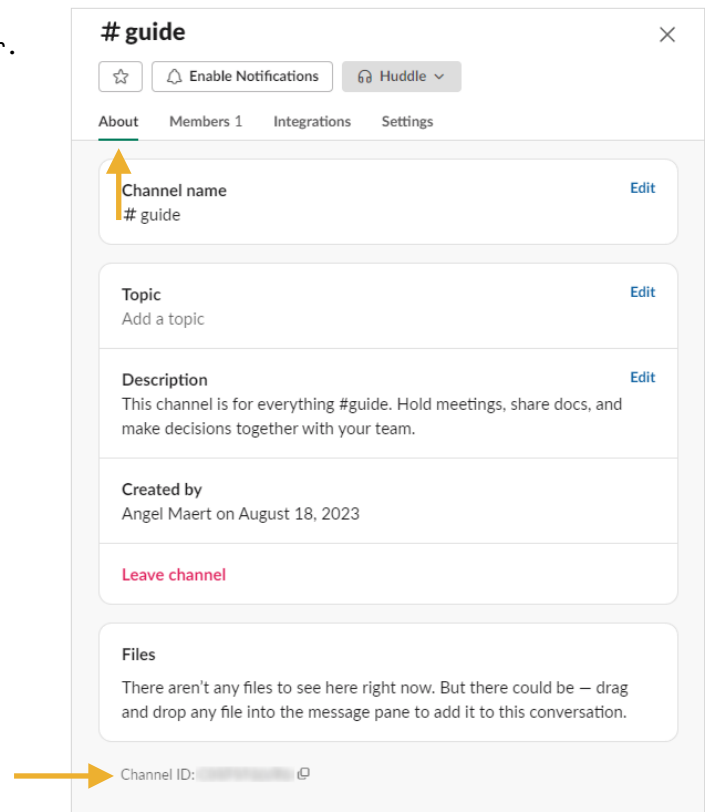 # guide
r.
Enable Notifications
Huddle
About Members 1 Integrations Settings
Channel name Edit
# guide
Topic Edit
Add a topic
Description Edit
This channel is for everything #guide. Hold meetings, share docs, and
make decisions together with your team.
Created by
Angel Maert on August 18, 2023
Leave channel
Files
There aren’t any files to see here right now. But there could be — drag
and drop any file into the message pane to add it to this conversation.
Channel ID: